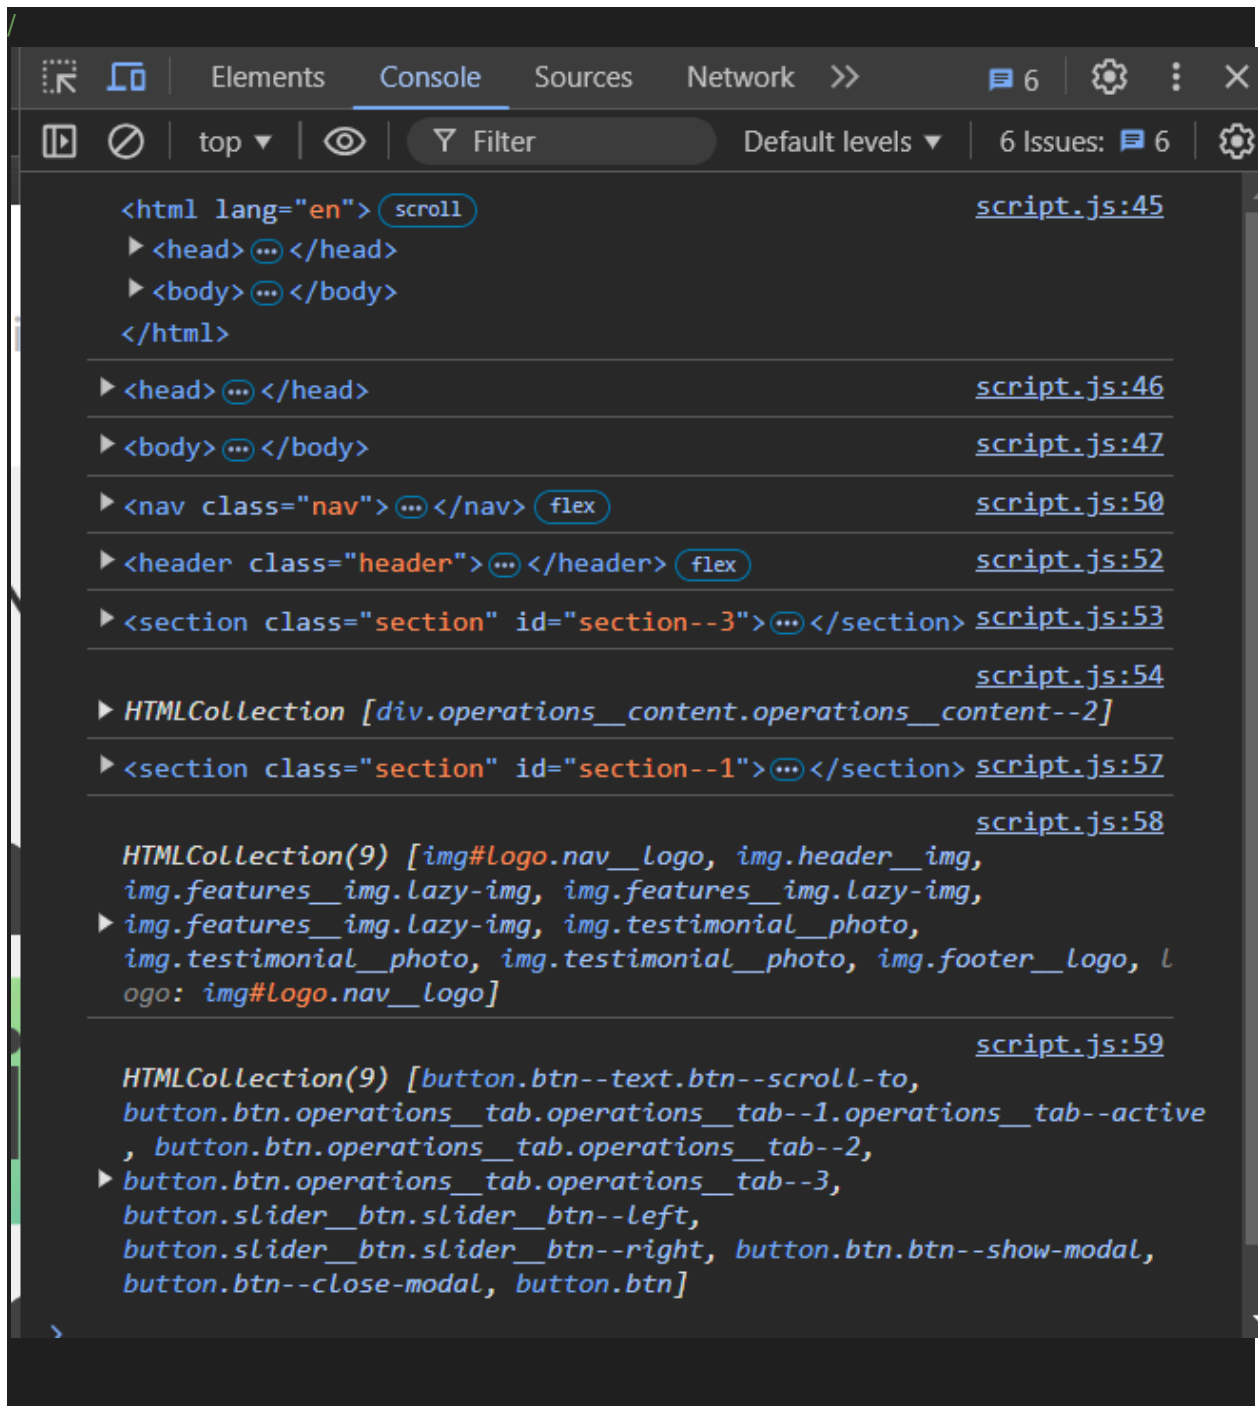 /
Elements Console Sources Network >> 6
top Filter Default levels 6 Issues: 6
<html lang="en"> scroll script.js:45
<head>…</head>
<body>…</body>
</html>
<head>…</head> script.js:46
<body>…</body> script.js:47
<nav class="nav">…</nav> flex script.js:50
<header class="header">…</header> flex script.js:52
<section class="section" id="section--3">…</section> script.js:53
script.js:54
HTMLCollection [div.operations__content.operations__content--2]
<section class="section" id="section--1">…</section> script.js:57
script.js:58
HTMLCollection(9) [img#logo.nav__logo, img.header__img,
img.features__img.lazy-img, img.features__img.lazy-img,
img.features__img.lazy-img, img.testimonial__photo,
img.testimonial__photo, img.testimonial__photo, img.footer__logo, l
ogo: img#logo.nav__logo]
script.js:59
HTMLCollection(9) [button.btn--text.btn--scroll-to,
button.btn.operations__tab.operations__tab--1.operations__tab--active
, button.btn.operations__tab.operations__tab--2,
button.btn.operations__tab.operations__tab--3,
button.slider__btn.slider__btn--left,
button.slider__btn.slider__btn--right, button.btn.btn--show-modal,
button.btn--close-modal, button.btn]
>